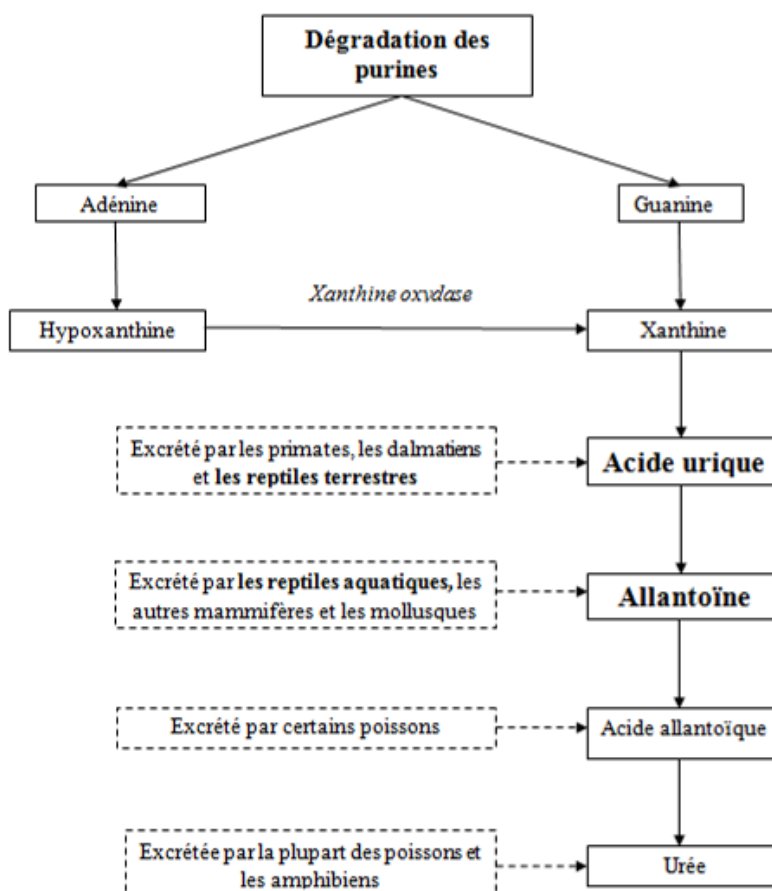 Dégradation des
purines
Adénine
Guanine
Xanthine oxydase
Hypoxanthine
Xanthine
Excrété par les primates, les dalmatiens
et les reptiles terrestres
Acide urique
Excrété par les reptiles aquatiques, les
autres mammifères et les mollusques
Allantoïne
Excrété par certains poissons
Acide allantoïque
Excrétée par la plupart des poissons et
les amphibiens
Urée